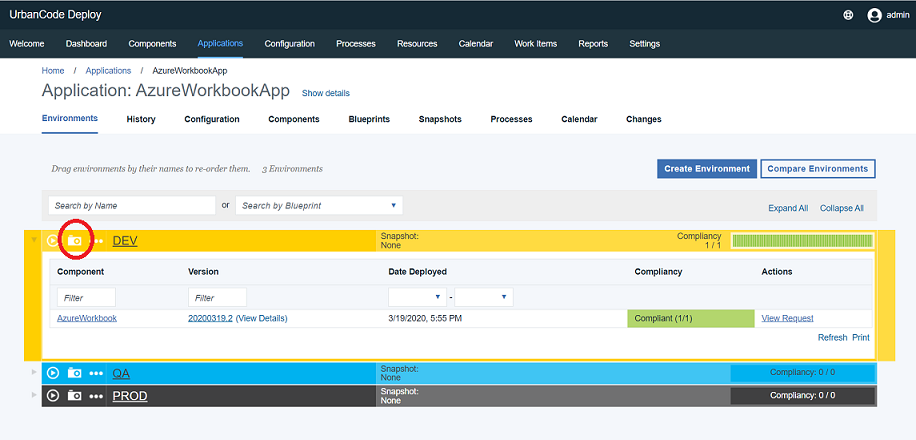 UrbanCode Deploy
admin
Welcome Dashboard Components Applications Configuration Processes Resources Calendar Work Items Reports Settings
Home / Applications / AzureWorkbookApp
Application: AzureWorkbookApp Show details
Environments History Configuration Components Blueprints Snapshots Processes Calendar Changes
Drag environments by their names to re-order them. 3 Environments
Create Environment Compare Environments
Search by Name or Search by Blueprint
Expand All Collapse All
DEV Snapshot: Compliancy
None 1 / 1
Component Version Date Deployed Compliancy Actions
Filter Filter -
AzureWorkbook 20200319.2 (View Details) 3/19/2020, 5:55 PM Compliant (1/1) View Request
Refresh Print
QA Snapshot: Compliancy: 0 / 0
None
PROD Snapshot: Compliancy: 0 / 0
None